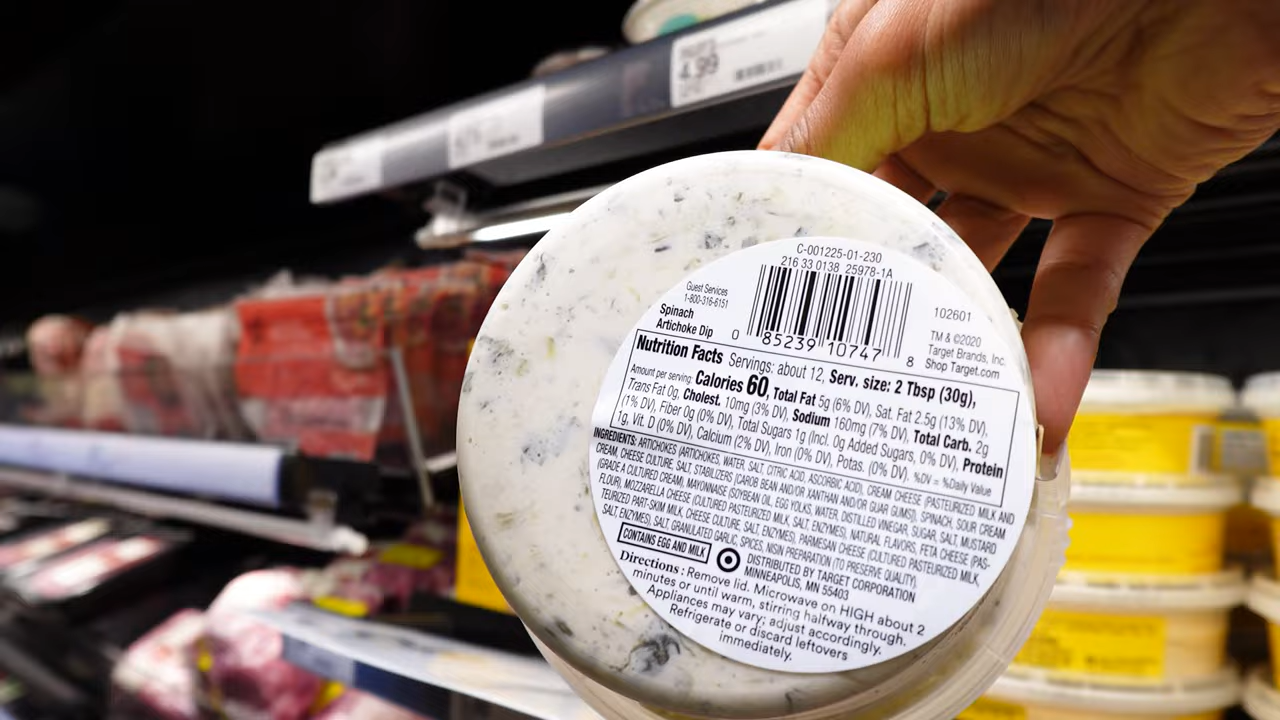 4.99
C-001225-01-230
216 33 0138 25978-1A
Guest Services
1-800-316-6151
Spinach
Artichoke Dip
0 85239 10747 8
102601
TM & ©2020
Target Brands, Inc.
Shop Target.com
Nutrition Facts Servings: about 12, Serv. size: 2 Tbsp (30g),
Amount per serving: Calories 60, Total Fat 5g (6% DV), Sat. Fat 2.5g (13% DV),
Trans Fat 0g, Cholest. 10mg (3% DV), Sodium 160mg (7% DV), Total Carb. 2g
(1% DV), Fiber 0g (0% DV), Total Sugars 1g (Incl. 0g Added Sugars, 0% DV), Protein
1g, Vit. D (0% DV), Calcium (2% DV), Iron (0% DV), Potas. (0% DV). %DV = %Daily Value
INGREDIENTS: ARTICHOKES (ARTICHOKES, WATER, SALT, CITRIC ACID, ASCORBIC ACID), CREAM CHEESE (PASTEURIZED MILK AND
CREAM, CHEESE CULTURE, SALT, STABILIZERS [CAROB BEAN AND/OR XANTHAN AND/OR GUAR GUMS]), SPINACH, SOUR CREAM
(GRADE A CULTURED CREAM), MAYONNAISE (SOYBEAN OIL, EGG YOLKS, WATER, DISTILLED VINEGAR, SUGAR, SALT, MUSTARD
FLOUR), MOZZARELLA CHEESE (CULTURED PASTEURIZED MILK, SALT, ENZYMES), NATURAL FLAVORS, FETA CHEESE (PAS-
TEURIZED PART-SKIM MILK, CHEESE CULTURE, SALT, ENZYMES), PARMESAN CHEESE (CULTURED PASTEURIZED MILK,
SALT, ENZYMES), SALT, GRANULATED GARLIC, SPICES, NISIN PREPARATION (TO PRESERVE QUALITY).
CONTAINS EGG AND MILK
DISTRIBUTED BY TARGET CORPORATION
MINNEAPOLIS, MN 55403
Directions: Remove lid. Microwave on HIGH about 2
minutes or until warm, stirring halfway through.
Appliances may vary; adjust accordingly.
Refrigerate or discard leftovers
immediately.